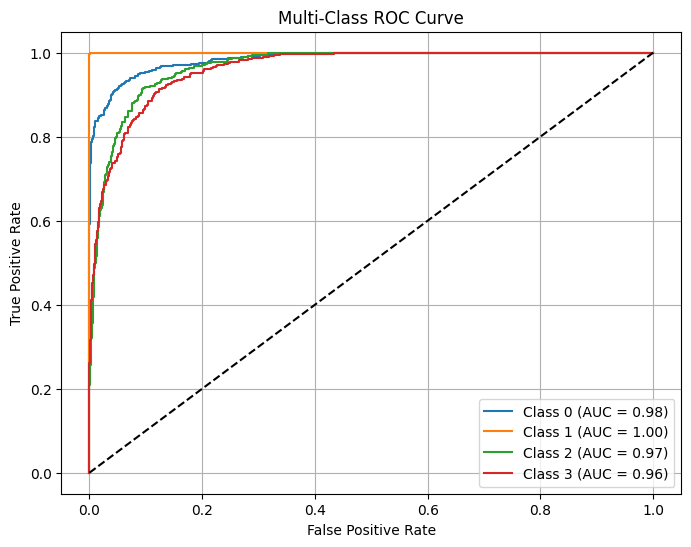 Multi-Class ROC Curve
True Positive Rate
1.0
0.8
0.6
0.4
0.2
0.0
Class 0 (AUC = 0.98)
Class 1 (AUC = 1.00)
Class 2 (AUC = 0.97)
Class 3 (AUC = 0.96)
0.0 0.2 0.4 0.6 0.8 1.0
False Positive Rate